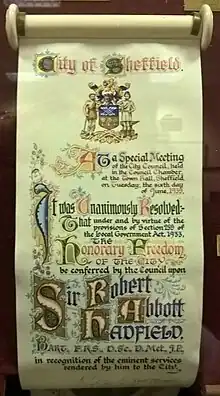 City of Sheffield.
At a Special Meeting
of the City Council, held
in the Council Chamber,
at the Town Hall, Sheffield
on Tuesday, the sixth day
of June, 1939.
It was Unanimously Resolved:-
That under and by virtue of the
provisions of Section 259 of
the Local Government Act, 1933,
THE
Honorary Freedom
OF THE CITY
be conferred by the Council upon
Sir Robert
Abbott
HADFIELD,
BART., F.R.S., D.Sc., D.Met., J.P.
in recognition of the eminent services
rendered by him to the City.